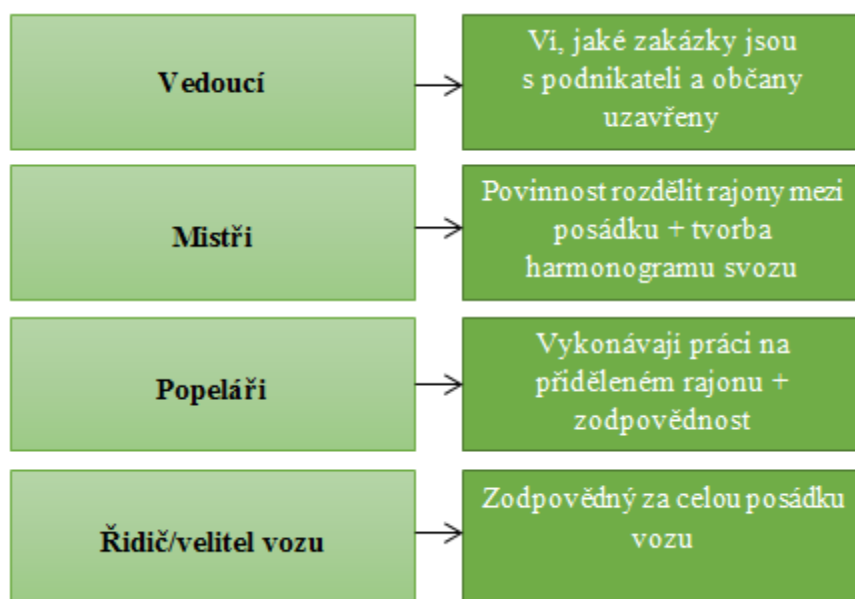 Vedoucí
Ví, jaké zakázky jsou
s podnikateli a občany
uzavřeny
Mistři
Povinnost rozdělit rajony mezi
posádku + tvorba
harmonogramu svozu
Popeláři
Vykonávají práci na
přiděleném rajonu +
zodpovědnost
Řidič/velitel vozu
Zodpovědný za celou posádku
vozu